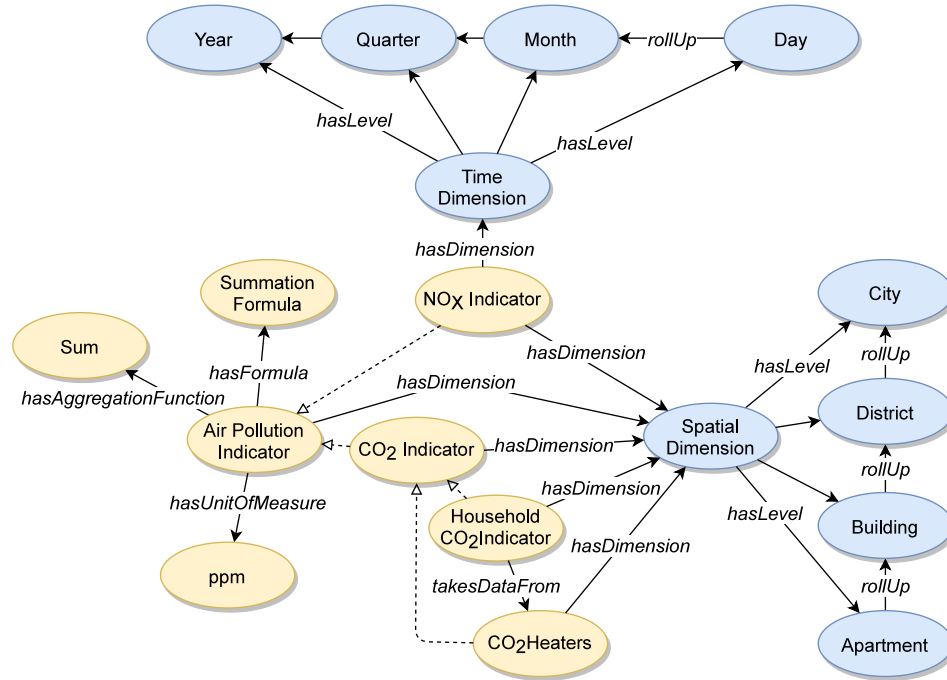 Year
Quarter
Month
rollUp
Day
hasLevel
hasLevel
Time
Dimension
hasDimension
NOX Indicator
Summation
Formula
City
Sum
hasFormula
hasDimension
hasLevel
rollUp
hasAggregationFunction
hasDimension
Air Pollution
Indicator
CO2 Indicator
hasDimension
Spatial
Dimension
District
rollUp
hasUnitOfMeasure
hasDimension
hasLevel
Household
CO2Indicator
hasDimension
Building
ppm
takesDataFrom
rollUp
CO2Heaters
Apartment